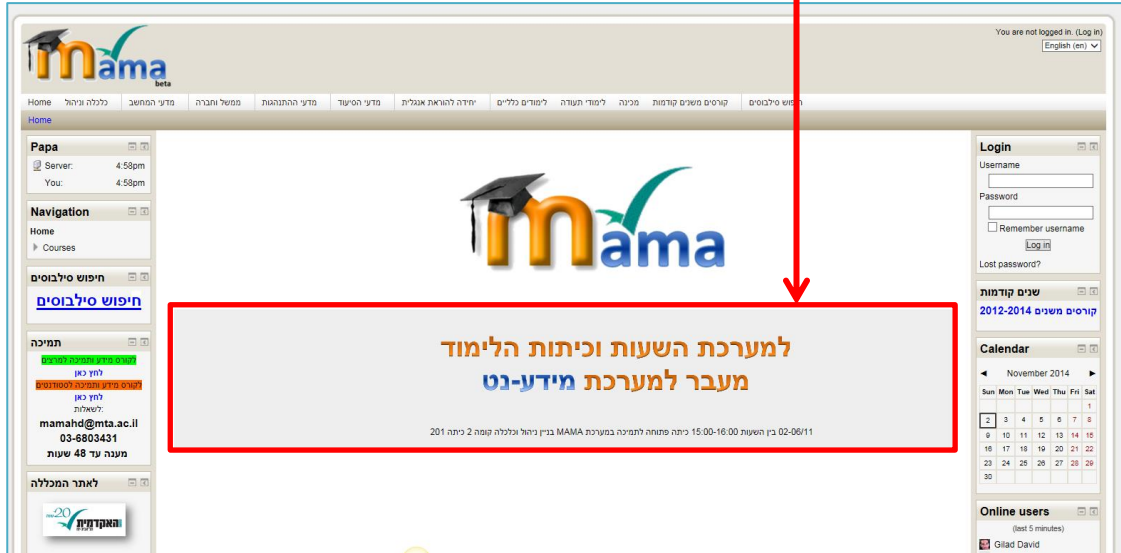 mama
beta
You are not logged in. (Log in)
English (en)
Home כלכלה וניהול מדעי המחשב ממשל וחברה מדעי ההתנהגות מדעי הסיעוד יחידה להוראת אנגלית לימודים כלליים לימודי תעודה מכינה קורסים משנים קודמות חיפוש סילבוסים
Home
Papa
Server: 4:58pm
You: 4:58pm
Navigation
Home
Courses
חיפוש סילבוסים
חיפוש סילבוסים
תמיכה
לקורס מידע ותמיכה למרצים
לחץ כאן
לקורס מידע ותמיכה לסטודנטים
לחץ כאן
לשאלות:
mamahd@mta.ac.il
03-6803431
מענה עד 48 שעות
לאתר המכללה
20
האקדמית
mama
למערכת השעות וכיתות הלימוד
מעבר למערכת מידע-נט
02-06/11 בין השעות 15:00-16:00 כיתה פתוחה לתמיכה במערכת MAMA בניין ניהול וכלכלה קומה 2 כיתה 201
Login
Username
Password
Remember username
Log in
Lost password?
שנים קודמות
קורסים משנים 2012-2014
Calendar
◄ November 2014 ►
Sun Mon Tue Wed Thu Fri Sat
1
2 3 4 5 6 7 8
9 10 11 12 13 14 15
16 17 18 19 20 21 22
23 24 25 26 27 28 29
30
Online users
(last 5 minutes)
Gilad David